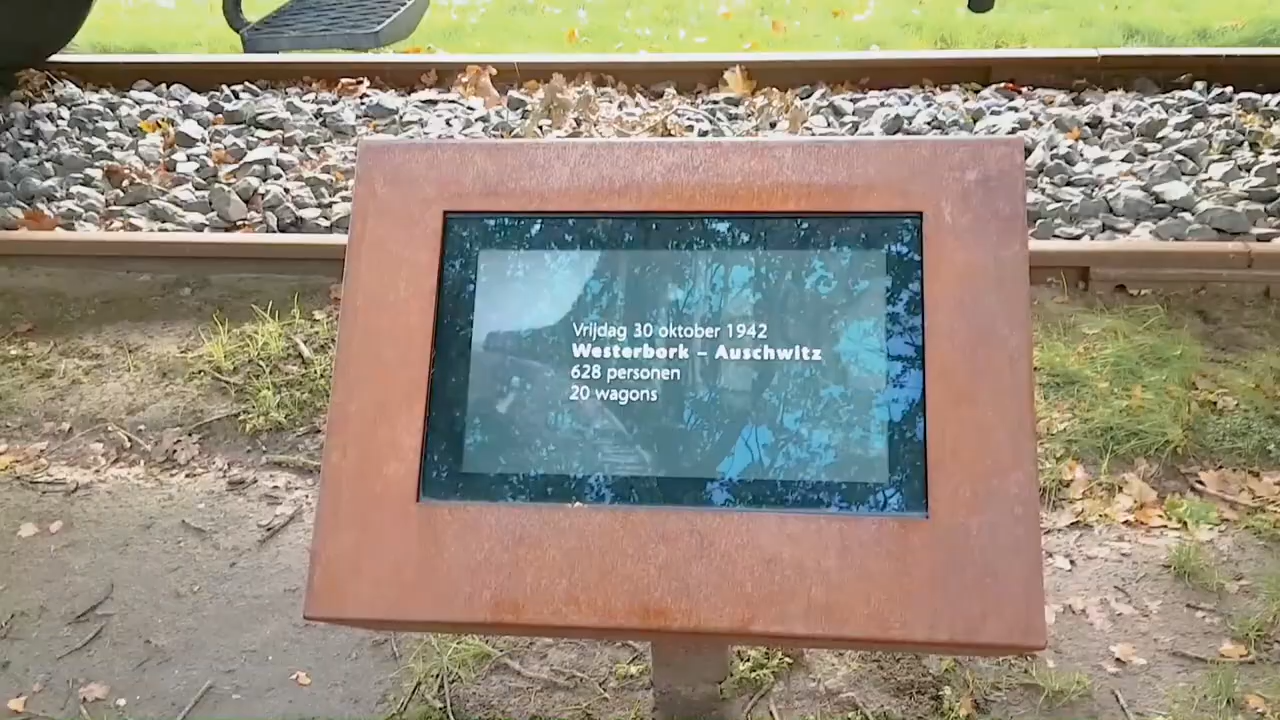 Vrijdag 30 oktober 1942
Westerbork – Auschwitz
628 personen
20 wagons